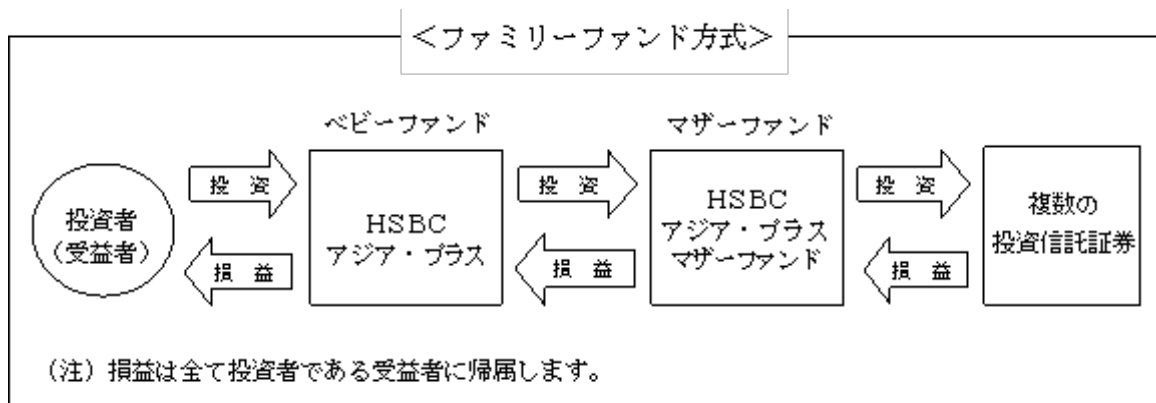 ＜ファミリーファンド方式＞
ベビーファンド
マザーファンド
投資
投資
投資
投資者
（受益者）
HSBC
アジア・プラス
HSBC
アジア・プラス
マザーファンド
複数の
投資信託証券
損益
損益
損益
（注）損益は全て投資者である受益者に帰属します。